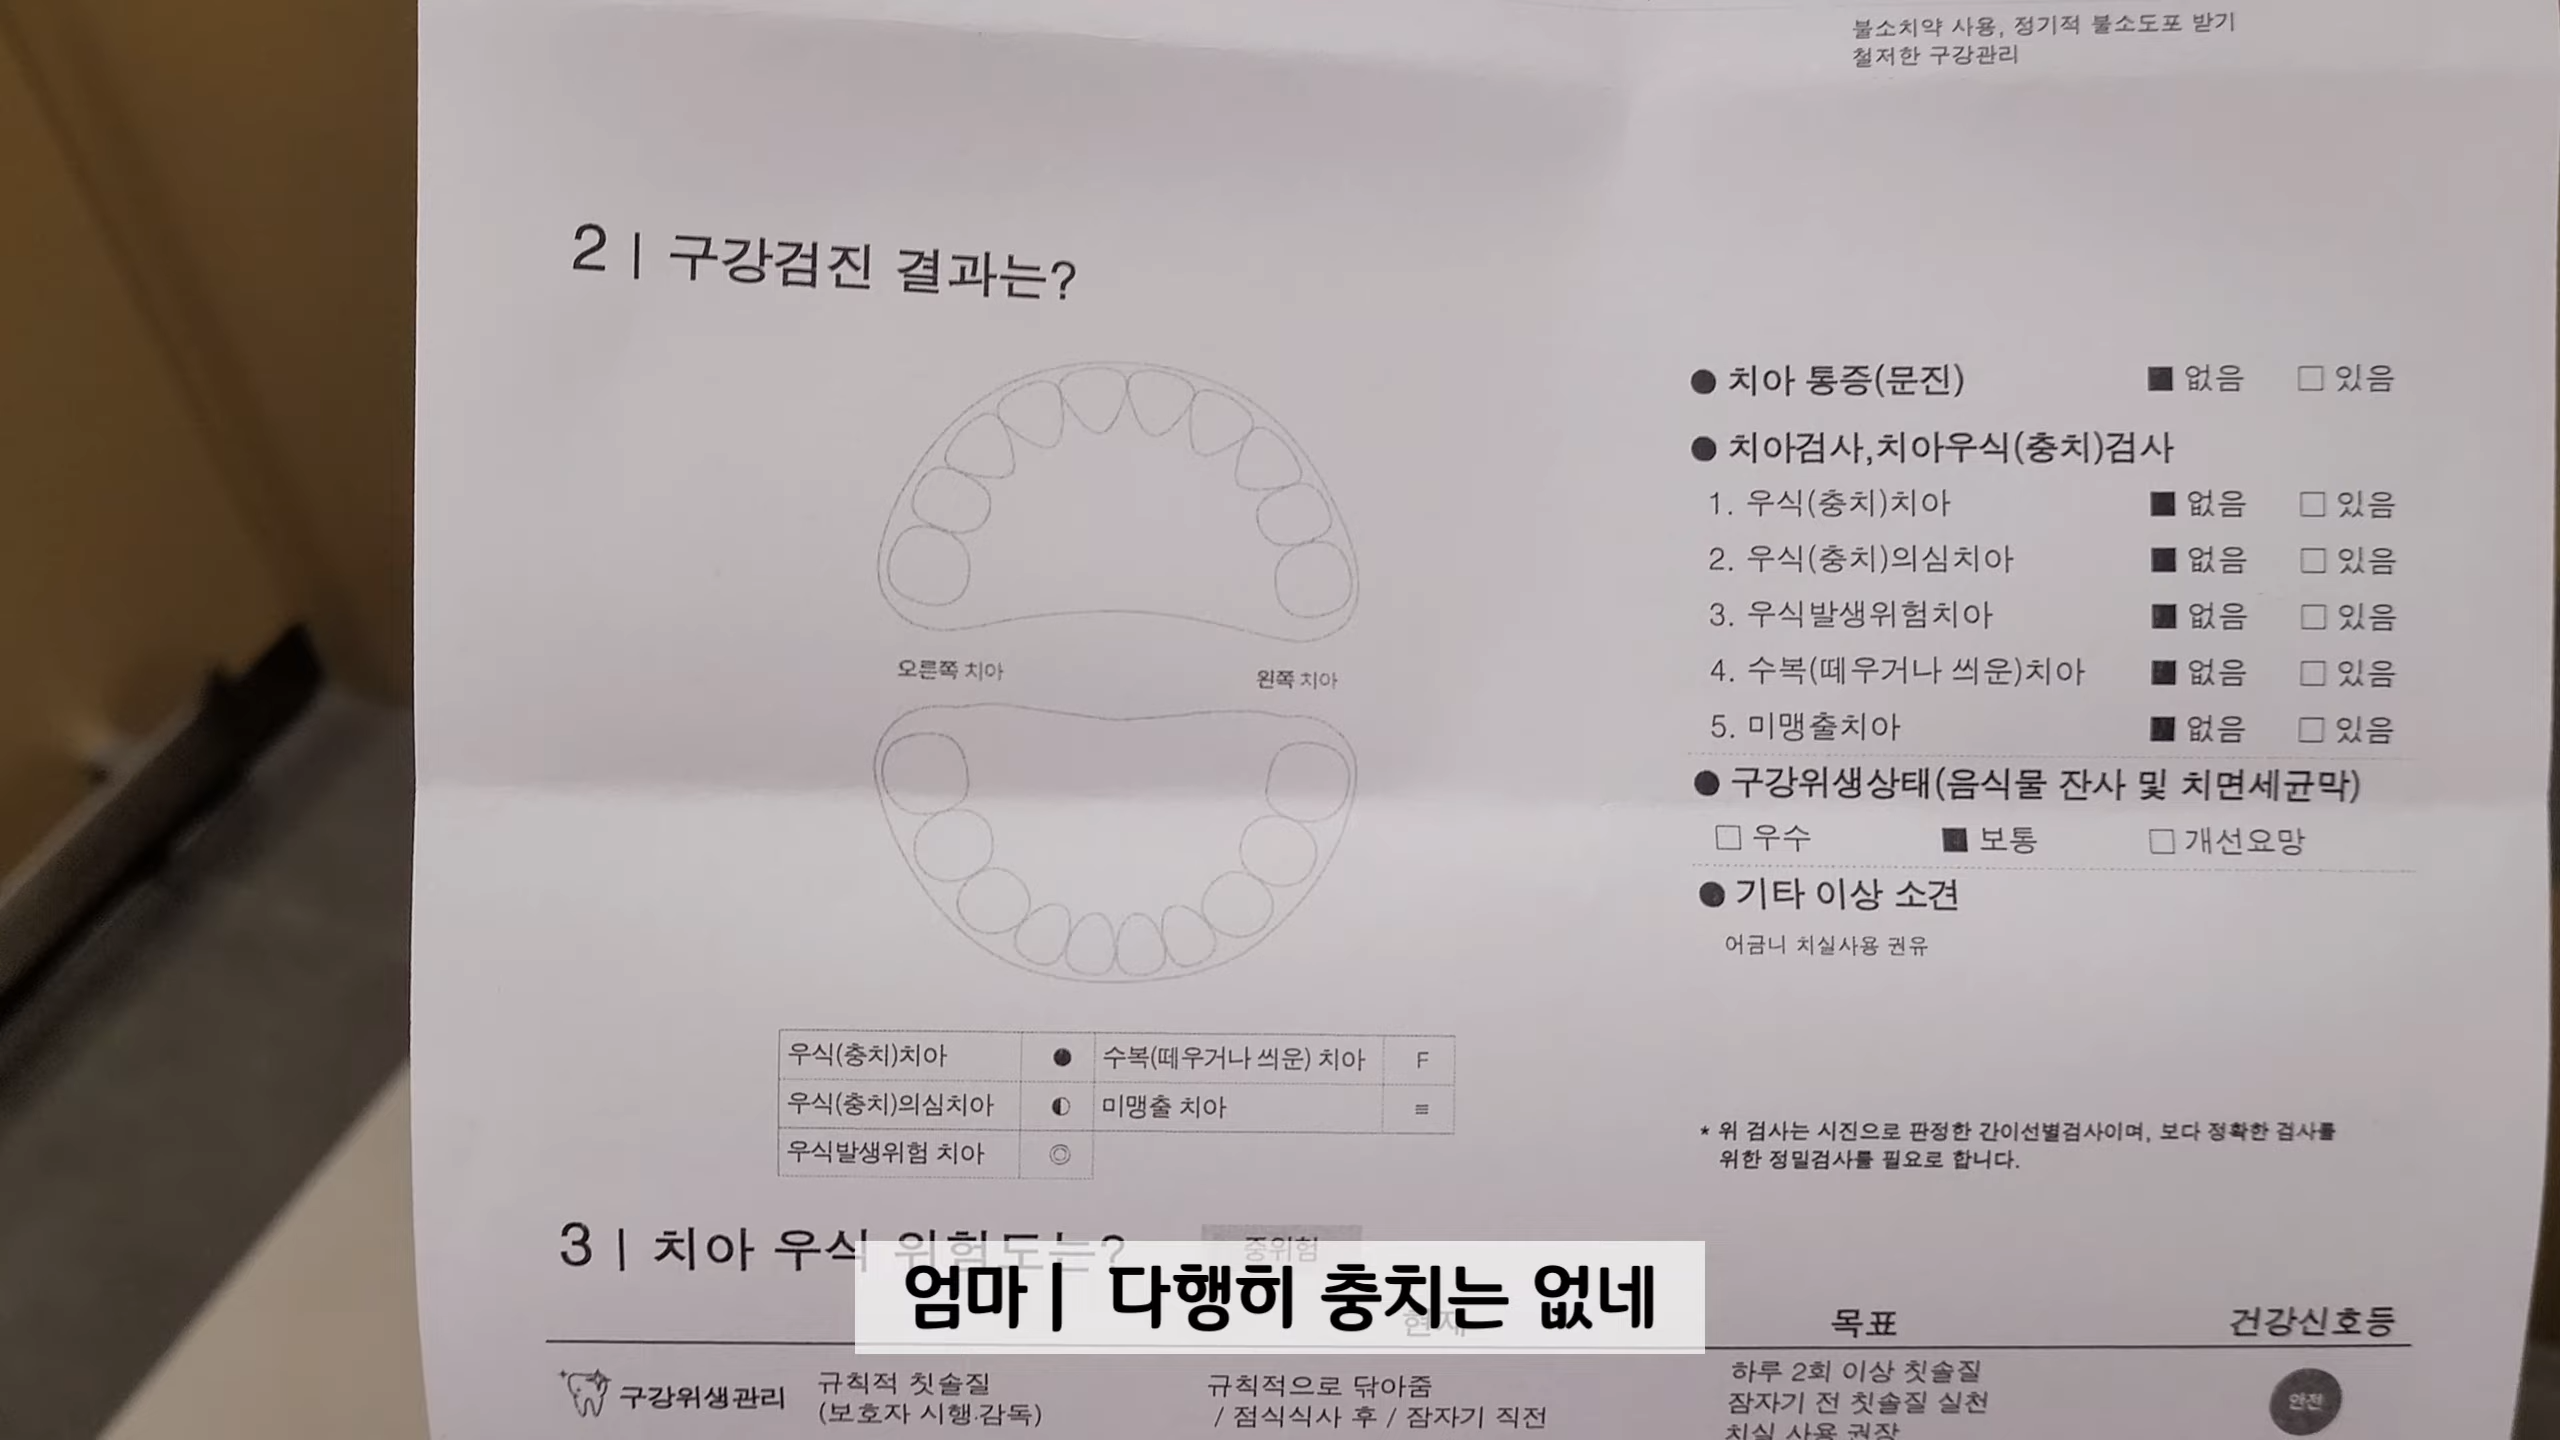 불소치약 사용, 정기적 불소도포 받기
철저한 구강관리
2 | 구강검진 결과는?
오른쪽 치아
왼쪽 치아
우식(충치)치아 ● 수복(떼우거나 씌운) 치아 F
우식(충치)의심치아 ◐ 미맹출 치아 ≡
우식발생위험 치아 ◎
● 치아 통증(문진) ■ 없음 □ 있음
● 치아검사,치아우식(충치)검사
1. 우식(충치)치아 ■ 없음 □ 있음
2. 우식(충치)의심치아 ■ 없음 □ 있음
3. 우식발생위험치아 ■ 없음 □ 있음
4. 수복(떼우거나 씌운)치아 ■ 없음 □ 있음
5. 미맹출치아 ■ 없음 □ 있음
● 구강위생상태(음식물 잔사 및 치면세균막)
□ 우수 ■ 보통 □ 개선요망
● 기타 이상 소견
어금니 치실사용 권유
* 위 검사는 시진으로 판정한 간이선별검사이며, 보다 정확한 검사를
위한 정밀검사를 필요로 합니다.
3 | 치아 우식 위험도는? 중위험
엄마 | 다행히 충치는 없네
현재 목표 건강신호등
구강위생관리
규칙적 칫솔질
(보호자 시행·감독)
규칙적으로 닦아줌
/ 점식식사 후 / 잠자기 직전
하루 2회 이상 칫솔질
잠자기 전 칫솔질 실천
치실 사용 권장
안전